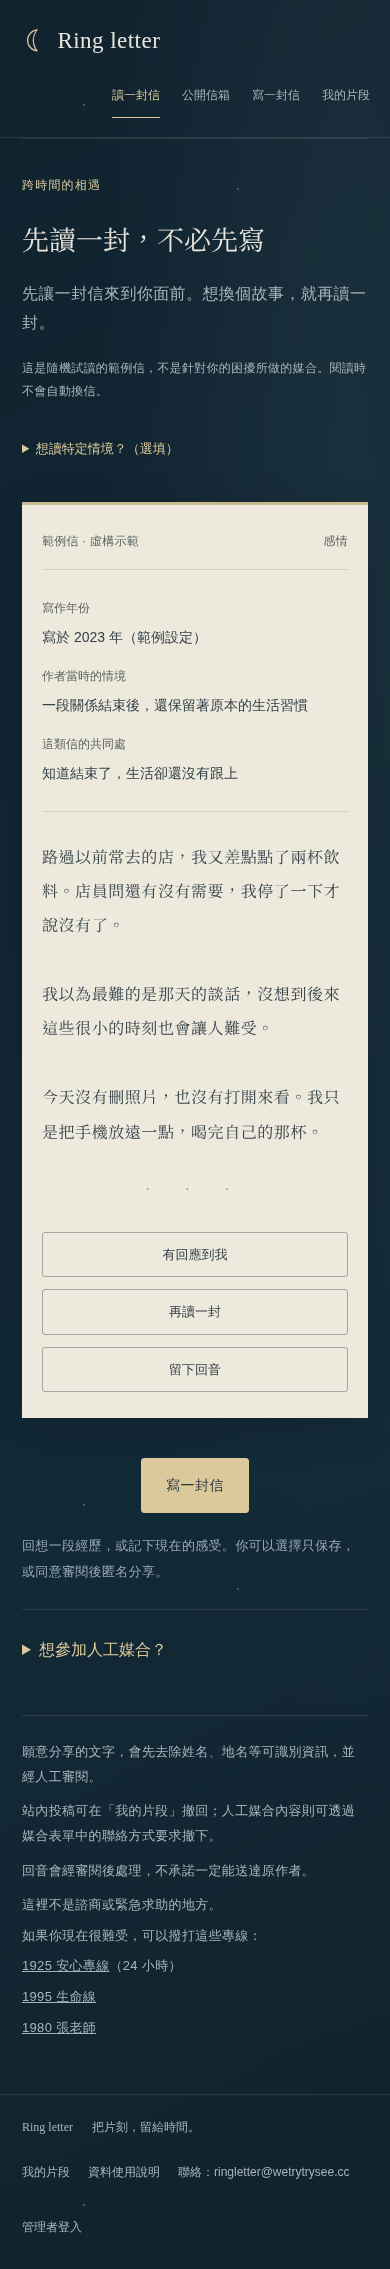 Ring letter
讀一封信 公開信箱 寫一封信 我的片段
跨時間的相遇
先讀一封，不必先寫
先讓一封信來到你面前。想換個故事，就再讀一
封。
這是隨機試讀的範例信，不是針對你的困擾所做的媒合。閱讀時
不會自動換信。
▶ 想讀特定情境？（選填）
範例信 · 虛構示範 感情
寫作年份
寫於 2023 年（範例設定）
作者當時的情境
一段關係結束後，還保留著原本的生活習慣
這類信的共同處
知道結束了，生活卻還沒有跟上
路過以前常去的店，我又差點點了兩杯飲
料。店員問還有沒有需要，我停了一下才
說沒有了。
我以為最難的是那天的談話，沒想到後來
這些很小的時刻也會讓人難受。
今天沒有刪照片，也沒有打開來看。我只
是把手機放遠一點，喝完自己的那杯。
· · ·
有回應到我
再讀一封
留下回音
寫一封信
回想一段經歷，或記下現在的感受。你可以選擇只保存，
或同意審閱後匿名分享。
▶ 想參加人工媒合？
願意分享的文字，會先去除姓名、地名等可識別資訊，並
經人工審閱。
站內投稿可在「我的片段」撤回；人工媒合內容則可透過
媒合表單中的聯絡方式要求撤下。
回音會經審閱後處理，不承諾一定能送達原作者。
這裡不是諮商或緊急求助的地方。
如果你現在很難受，可以撥打這些專線：
1925 安心專線（24 小時）
1995 生命線
1980 張老師
Ring letter 把片刻，留給時間。
我的片段 資料使用說明 聯絡：ringletter@wetrytrysee.cc
管理者登入